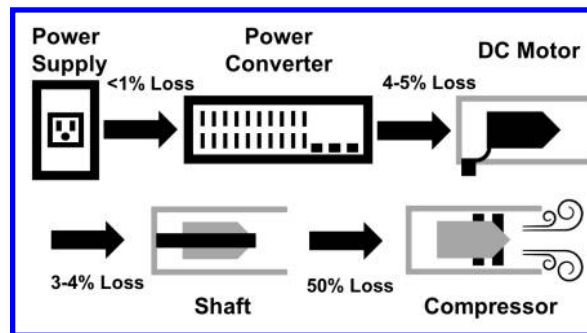 Power
Supply
<1% Loss
Power
Converter
4-5% Loss
DC Motor
3-4% Loss
Shaft
50% Loss
Compressor